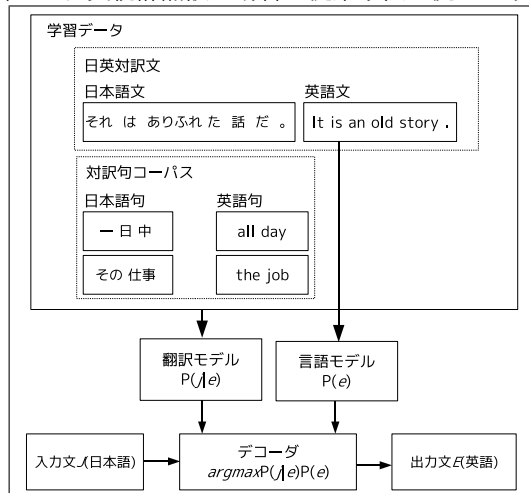 学習データ
日英対訳文
日本語文 英語文
それ は ありふれ た 話 だ 。 It is an old story .
対訳句コーパス
日本語句 英語句
一 日 中 all day
その 仕事 the job
翻訳モデル 言語モデル
P(j|e) P(e)
入力文J(日本語) デコーダ 出力文E(英語)
argmaxP(j|e)P(e)